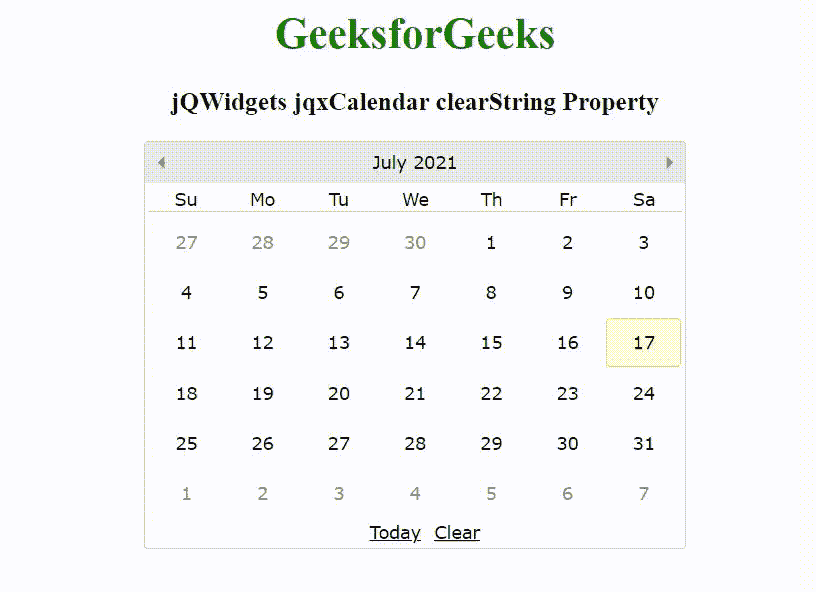 GeeksforGeeks
jQWidgets jqxCalendar clearString Property
July 2021
Su Mo Tu We Th Fr Sa
27 28 29 30 1 2 3
4 5 6 7 8 9 10
11 12 13 14 15 16 17
18 19 20 21 22 23 24
25 26 27 28 29 30 31
1 2 3 4 5 6 7
Today Clear